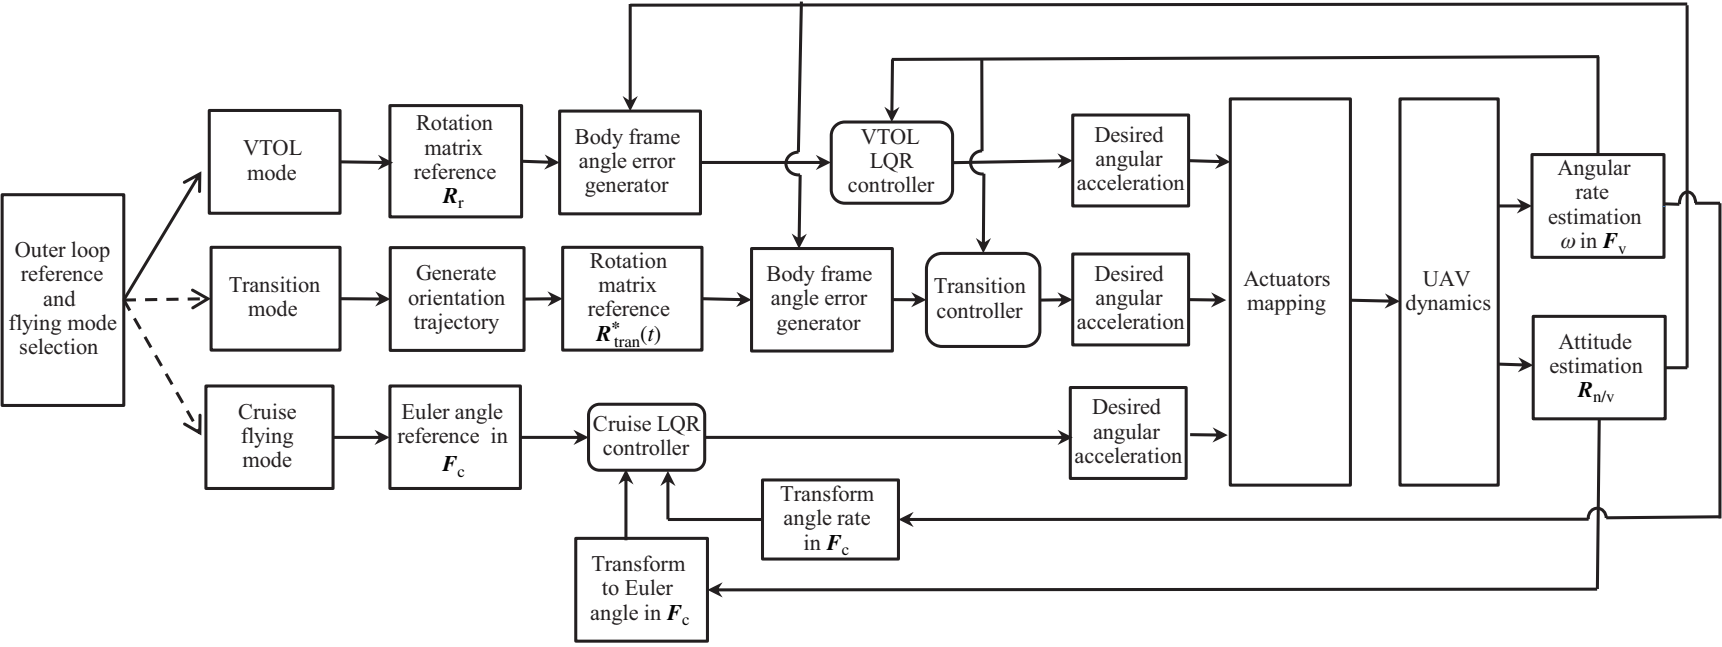 Outer loop
reference
and
flying mode
selection
VTOL
mode
Rotation
matrix
reference
R_r
Body frame
angle error
generator
VTOL
LQR
controller
Desired
angular
acceleration
Transition
mode
Generate
orientation
trajectory
Rotation
matrix
reference
R*_tran(t)
Body frame
angle error
generator
Transition
controller
Desired
angular
acceleration
Cruise
flying
mode
Euler angle
reference in
F_c
Cruise LQR
controller
Desired
angular
acceleration
Transform
angle rate
in F_c
Transform
to Euler
angle in F_c
Actuators
mapping
UAV
dynamics
Angular
rate
estimation
ω in F_v
Attitude
estimation
R_n/v